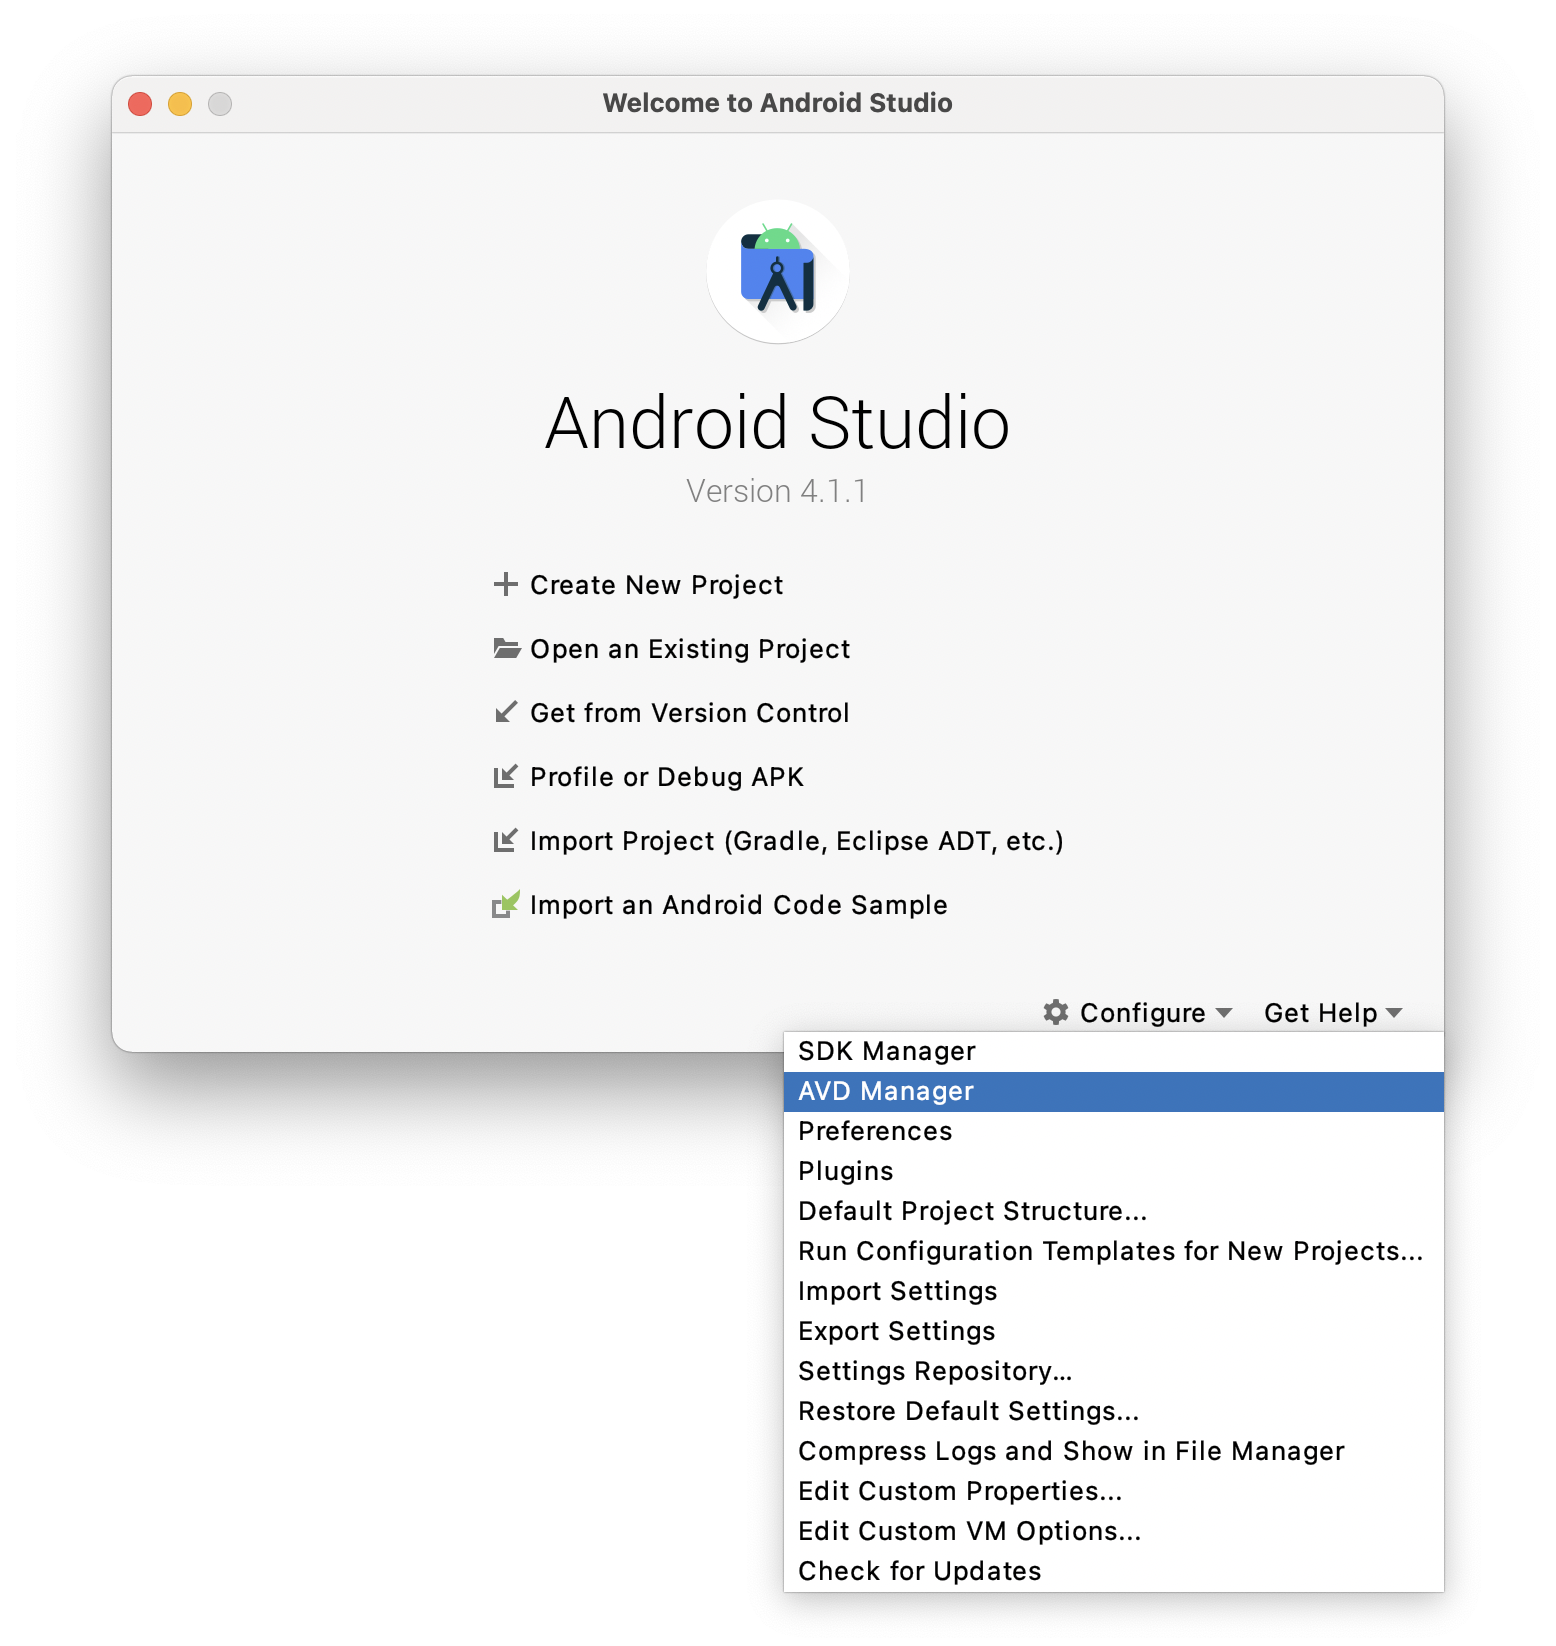 Welcome to Android Studio
Android Studio
Version 4.1.1
Create New Project
Open an Existing Project
Get from Version Control
Profile or Debug APK
Import Project (Gradle, Eclipse ADT, etc.)
Import an Android Code Sample
Configure Get Help
SDK Manager
AVD Manager
Preferences
Plugins
Default Project Structure...
Run Configuration Templates for New Projects...
Import Settings
Export Settings
Settings Repository…
Restore Default Settings...
Compress Logs and Show in File Manager
Edit Custom Properties...
Edit Custom VM Options...
Check for Updates